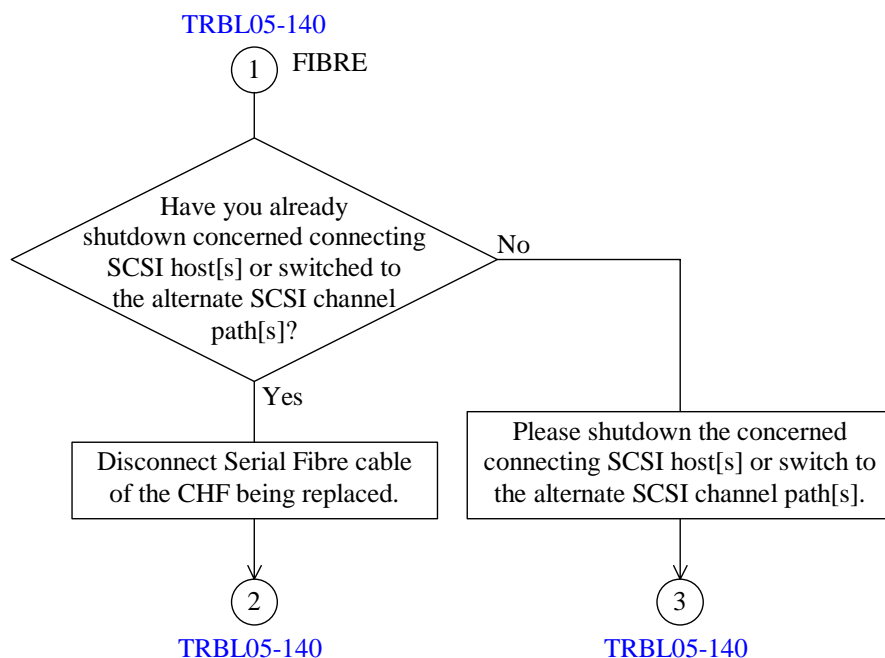 TRBL05-140
1 FIBRE
Have you already
shutdown concerned connecting
SCSI host[s] or switched to
the alternate SCSI channel
path[s]?
No
Yes
Disconnect Serial Fibre cable
of the CHF being replaced.
Please shutdown the concerned
connecting SCSI host[s] or switch to
the alternate SCSI channel path[s].
2
TRBL05-140
3
TRBL05-140